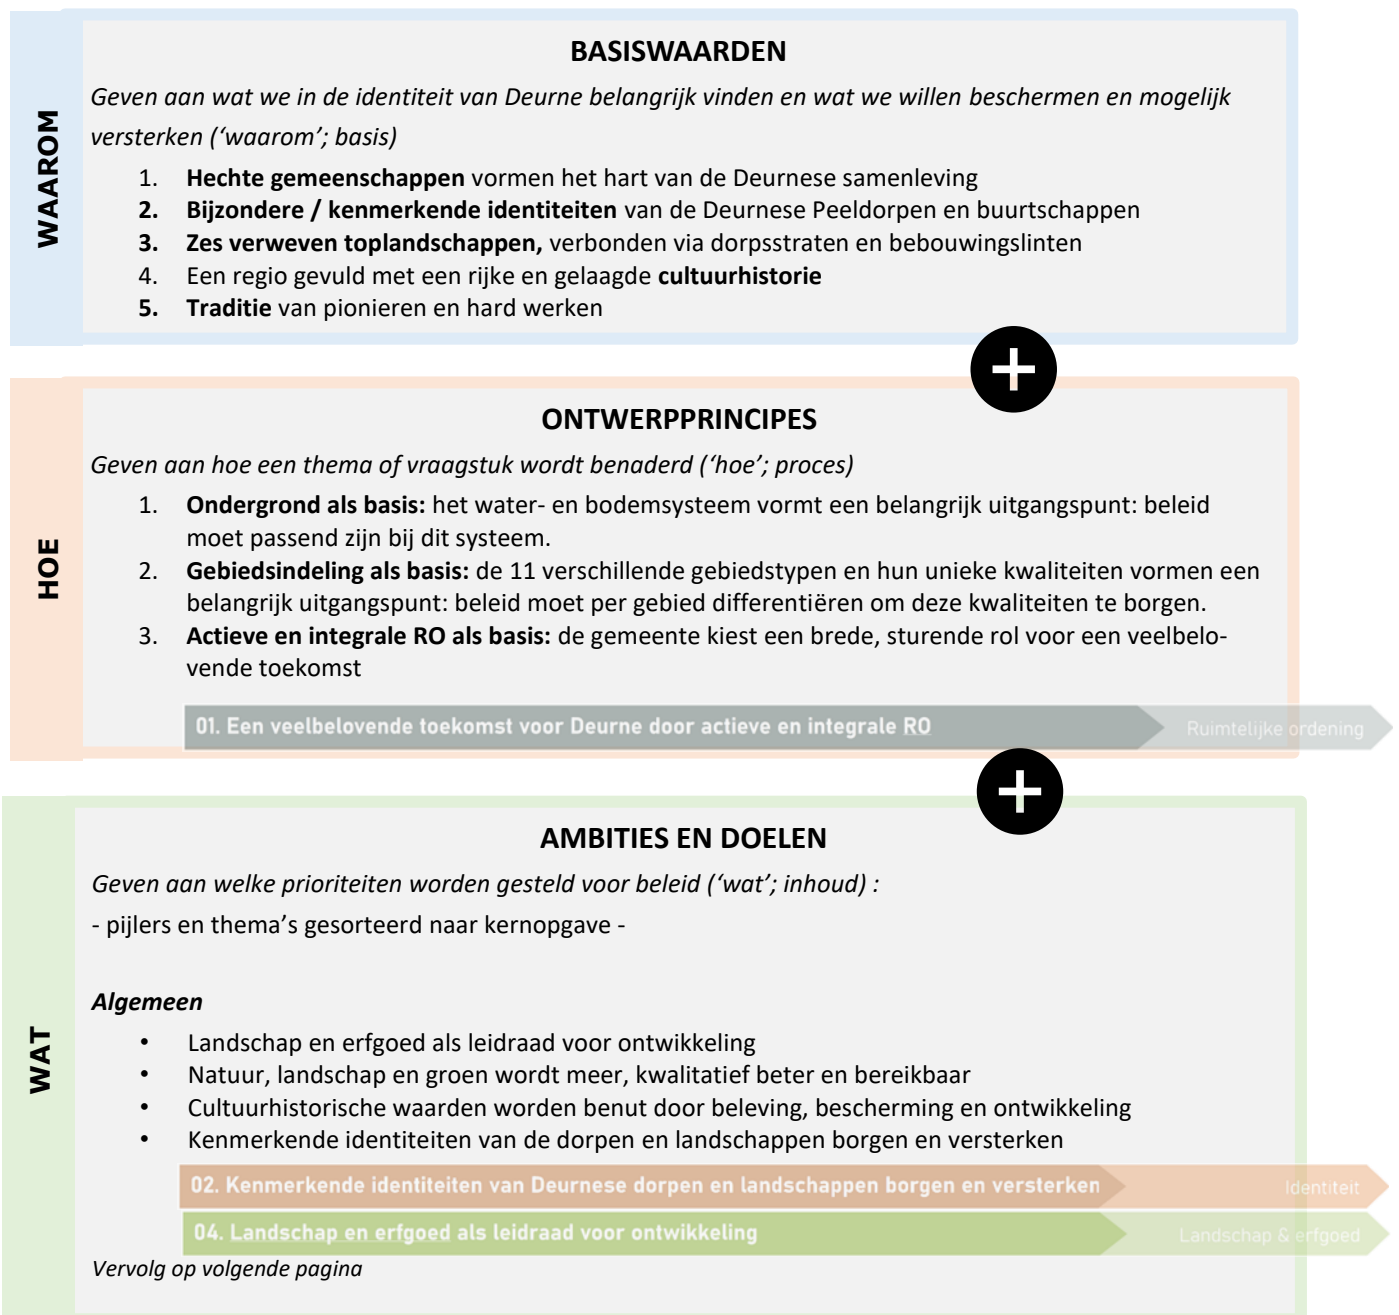 WAAROM
BASISWAARDEN
Geven aan wat we in de identiteit van Deurne belangrijk vinden en wat we willen beschermen en mogelijk
versterken (‘waarom’; basis)
1. Hechte gemeenschappen vormen het hart van de Deurnese samenleving
2. Bijzondere / kenmerkende identiteiten van de Deurnese Peeldorpen en buurtschappen
3. Zes verweven toplandschappen, verbonden via dorpsstraten en bebouwingslinten
4. Een regio gevuld met een rijke en gelaagde cultuurhistorie
5. Traditie van pionieren en hard werken
+
HOE
ONTWERPPRINCIPES
Geven aan hoe een thema of vraagstuk wordt benaderd (‘hoe’; proces)
1. Ondergrond als basis: het water- en bodemsysteem vormt een belangrijk uitgangspunt: beleid
moet passend zijn bij dit systeem.
2. Gebiedsindeling als basis: de 11 verschillende gebiedstypen en hun unieke kwaliteiten vormen een
belangrijk uitgangspunt: beleid moet per gebied differentiëren om deze kwaliteiten te borgen.
3. Actieve en integrale RO als basis: de gemeente kiest een brede, sturende rol voor een veelbelo-
vende toekomst
01. Een veelbelovende toekomst voor Deurne door actieve en integrale RO Ruimtelijke ordening
+
WAT
AMBITIES EN DOELEN
Geven aan welke prioriteiten worden gesteld voor beleid (‘wat’; inhoud) :
- pijlers en thema’s gesorteerd naar kernopgave -
Algemeen
• Landschap en erfgoed als leidraad voor ontwikkeling
• Natuur, landschap en groen wordt meer, kwalitatief beter en bereikbaar
• Cultuurhistorische waarden worden benut door beleving, bescherming en ontwikkeling
• Kenmerkende identiteiten van de dorpen en landschappen borgen en versterken
02. Kenmerkende identiteiten van Deurnese dorpen en landschappen borgen en versterken Identiteit
04. Landschap en erfgoed als leidraad voor ontwikkeling Landschap & erfgoed
Vervolg op volgende pagina